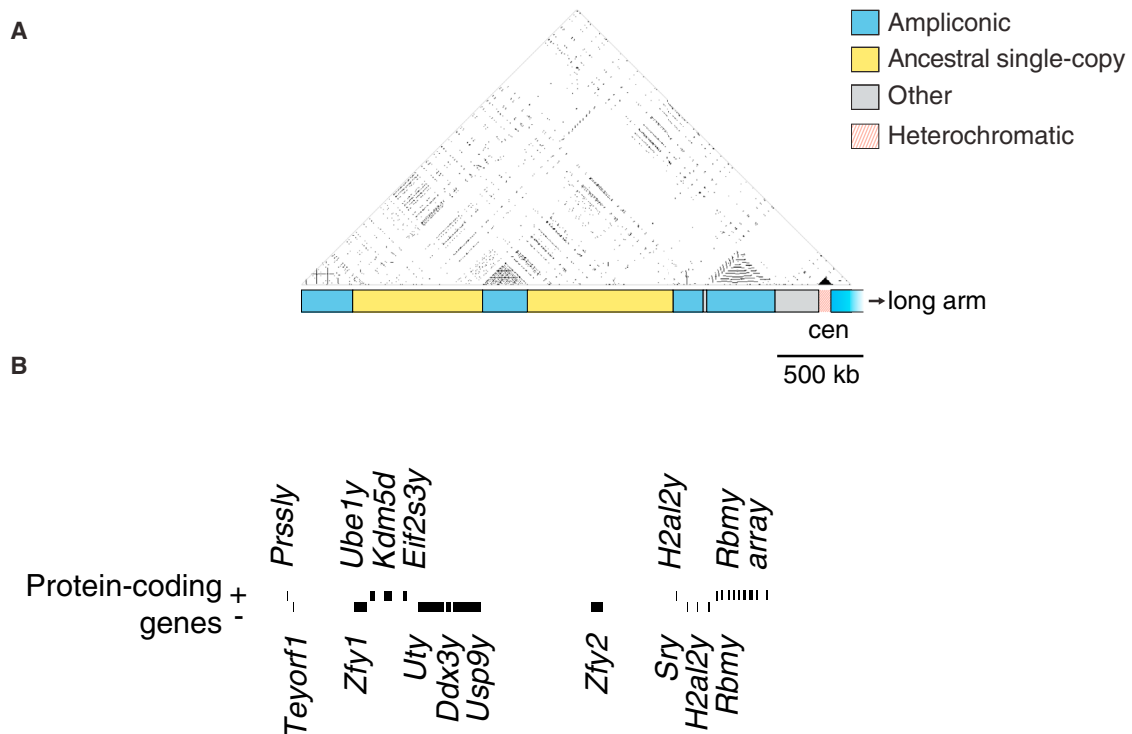 A
Ampliconic
Ancestral single-copy
Other
Heterochromatic
→long arm
cen
500 kb
B
Prssly
Ube1y
Kdm5d
Eif2s3y
H2al2y
Rbmy
array
Protein-coding
genes
+
-
Teyorf1
Zfy1
Uty
Ddx3y
Usp9y
Zfy2
Sry
H2al2y
Rbmy